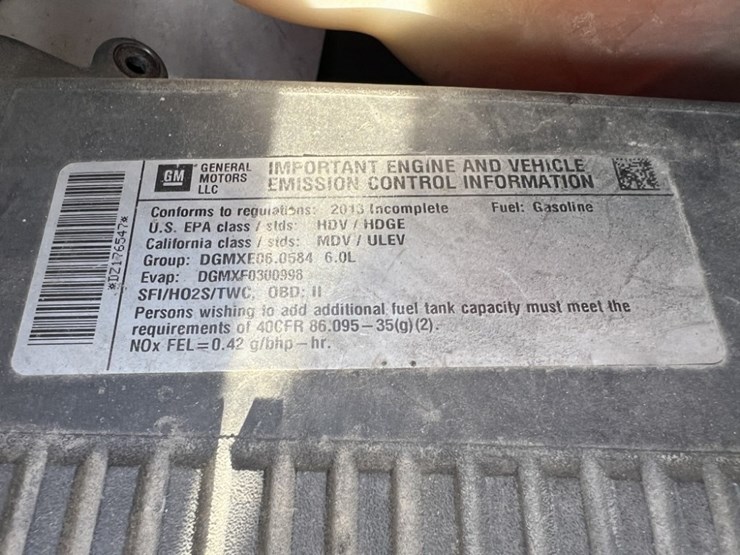 *DZ176547*
GM GENERAL MOTORS LLC
IMPORTANT ENGINE AND VEHICLE
EMISSION CONTROL INFORMATION
Conforms to regulations: 2013 Incomplete Fuel: Gasoline
U.S. EPA class / stds: HDV / HDGE
California class / stds: MDV / ULEV
Group: DGMXE06.0584 6.0L
Evap: DGMXF0300998
SFI/HO2S/TWC, OBD: II
Persons wishing to add additional fuel tank capacity must meet the
requirements of 40CFR 86.095–35(g)(2).
NOx FEL=0.42 g/bhp–hr.